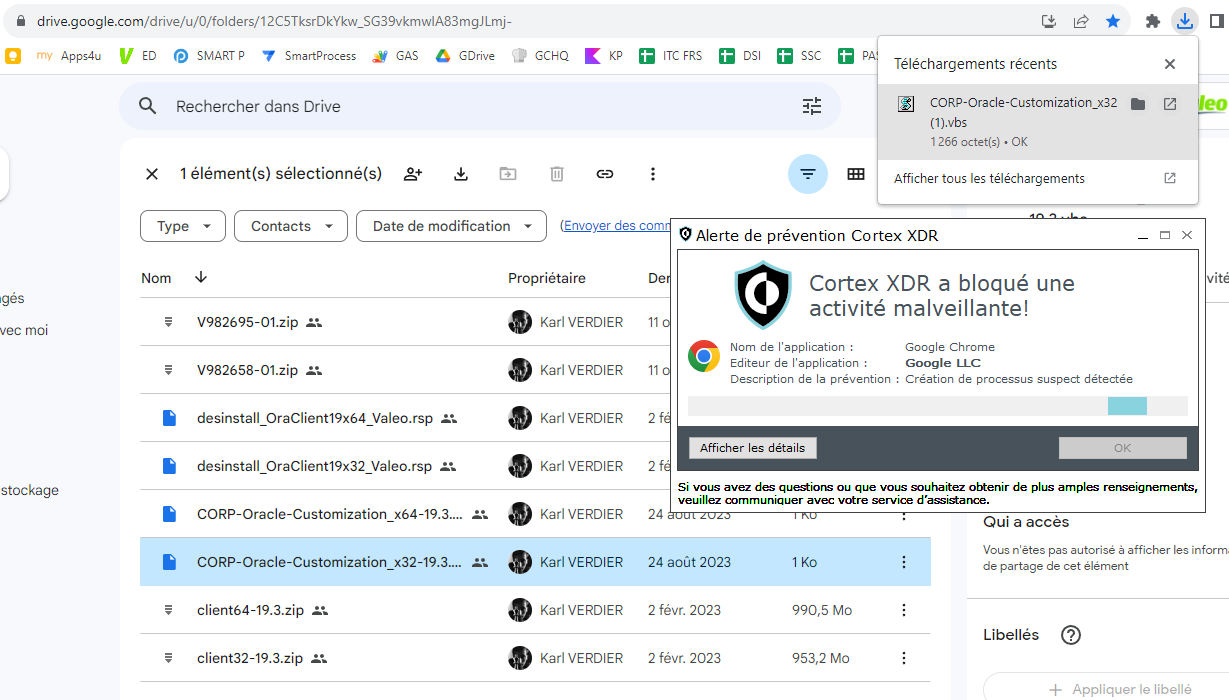 drive.google.com/drive/u/0/folders/12C5TksrDkYkw_SG39vkmwIA83mgJLmj-
my Apps4u ED SMART P SmartProcess GAS GDrive GCHQ KP ITC FRS DSI SSC PAS
Téléchargements récents
CORP-Oracle-Customization_x32
(1).vbs
1 266 octet(s) • OK
Afficher tous les téléchargements
leo
Rechercher dans Drive
1 élément(s) sélectionné(s)
Type Contacts Date de modification (Envoyer des comm
Nom Propriétaire Der
gés
vec moi
stockage
V982695-01.zip Karl VERDIER 11 o
V982658-01.zip Karl VERDIER 11 o
desinstall_OraClient19x64_Valeo.rsp Karl VERDIER 2 fé
desinstall_OraClient19x32_Valeo.rsp Karl VERDIER 2 fé
CORP-Oracle-Customization_x64-19.3.... Karl VERDIER 24 août 2023 1 Ko
CORP-Oracle-Customization_x32-19.3.... Karl VERDIER 24 août 2023 1 Ko
client64-19.3.zip Karl VERDIER 2 févr. 2023 990,5 Mo
client32-19.3.zip Karl VERDIER 2 févr. 2023 953,2 Mo
19.3.vbs
vité
Alerte de prévention Cortex XDR
Cortex XDR a bloqué une
activité malveillante!
Nom de l'application : Google Chrome
Editeur de l'application : Google LLC
Description de la prévention : Création de processus suspect détectée
Afficher les détails OK
Si vous avez des questions ou que vous souhaitez obtenir de plus amples renseignements,
veuillez communiquer avec votre service d'assistance.
Qui a accès
Vous n'êtes pas autorisé à afficher les informa
de partage de cet élément
Libellés
Appliquer le libellé